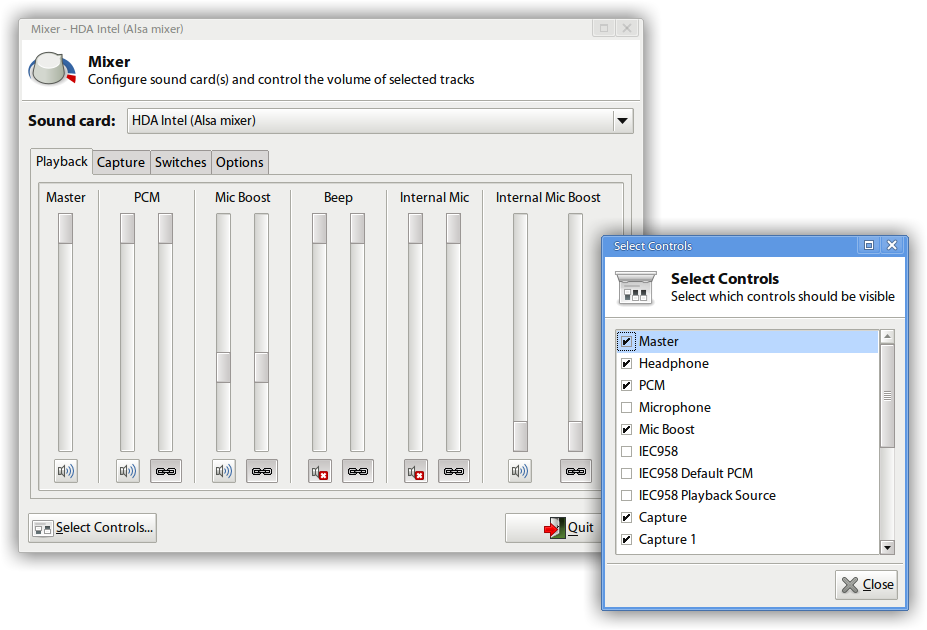 Mixer - HDA Intel (Alsa mixer)
Mixer
Configure sound card(s) and control the volume of selected tracks
Sound card: HDA Intel (Alsa mixer)
Playback Capture Switches Options
Master PCM Mic Boost Beep Internal Mic Internal Mic Boost
Select Controls... Quit
Select Controls
Select Controls
Select which controls should be visible
Master
Headphone
PCM
Microphone
Mic Boost
IEC958
IEC958 Default PCM
IEC958 Playback Source
Capture
Capture 1
Close